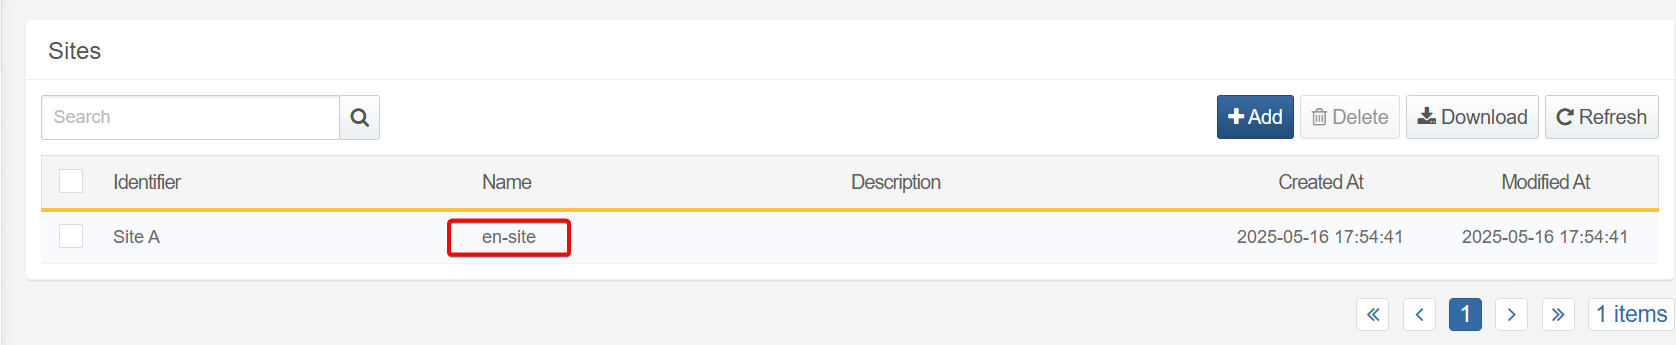 Sites
Search Add Delete Download Refresh
Identifier Name Description Created At Modified At
Site A en-site 2025-05-16 17:54:41 2025-05-16 17:54:41
« ‹ 1 › » 1 items